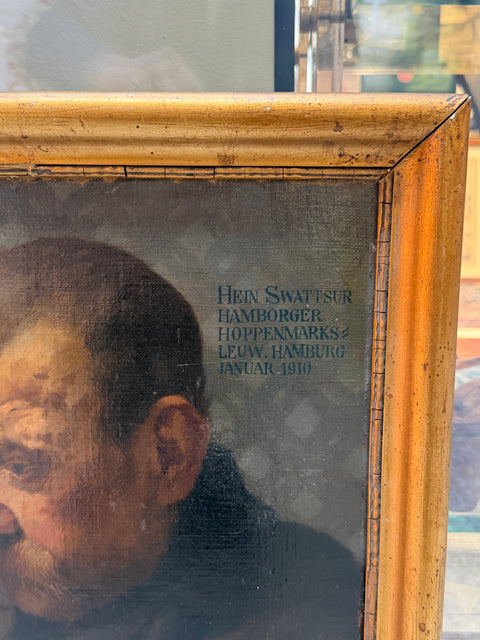 HEIN SWATTSUR
HAMBORGER
HOPPENMARKS=
LEUW. HAMBURG
JANUAR 1910